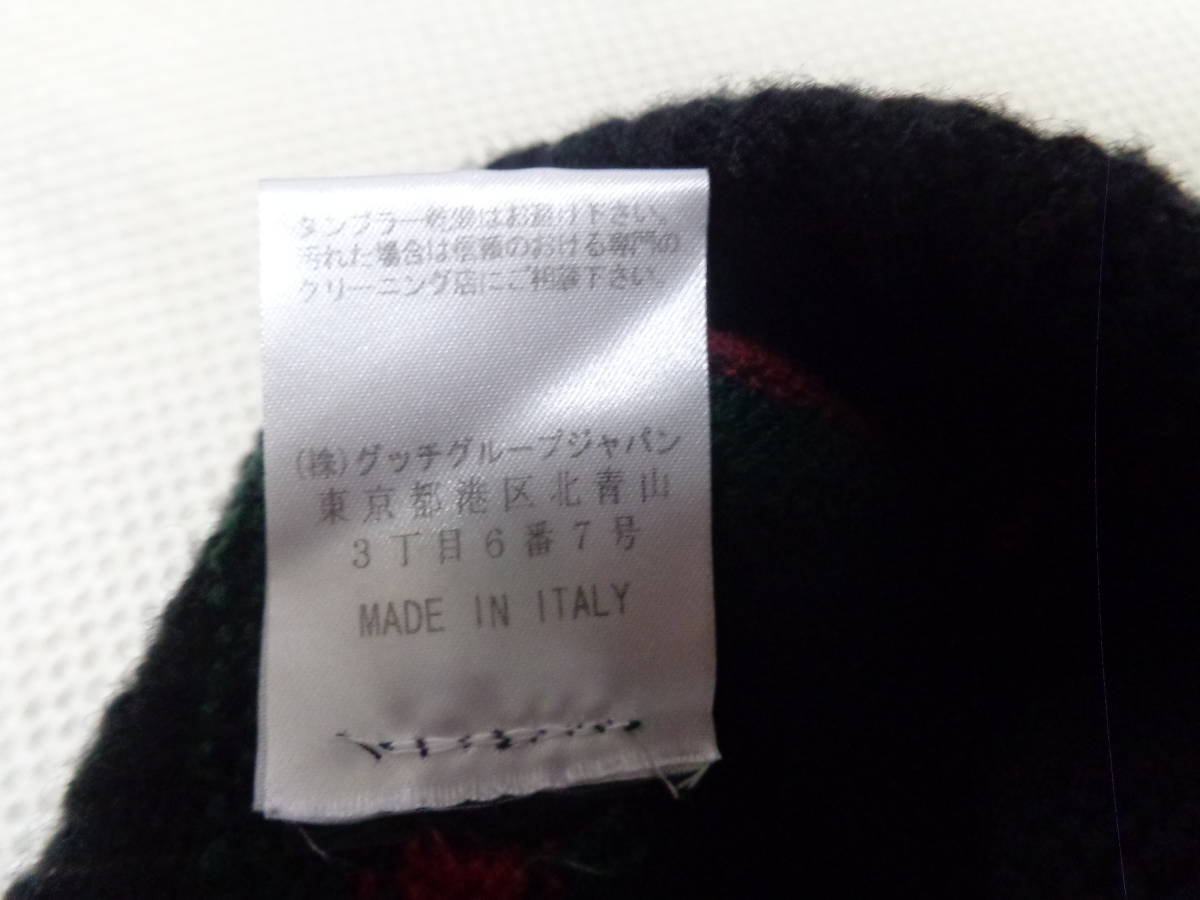 タンブラー乾燥はお避け下さい。
汚れた場合は信頼のおける専門の
クリーニング店にご相談下さい。
(株)グッチグループジャパン
東京都港区北青山
3丁目6番7号
MADE IN ITALY